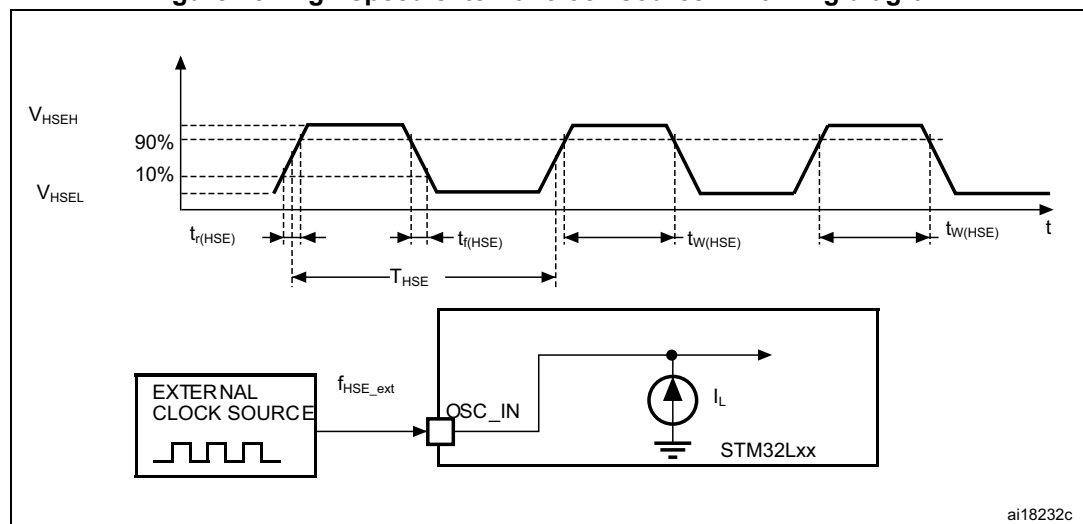 V_HSEH
90%
10%
V_HSEL
t_r(HSE)
t_f(HSE)
t_W(HSE)
t_W(HSE)
t
T_HSE
EXTERNAL
CLOCK SOURCE
f_HSE_ext
OSC_IN
I_L
STM32Lxx
ai18232c